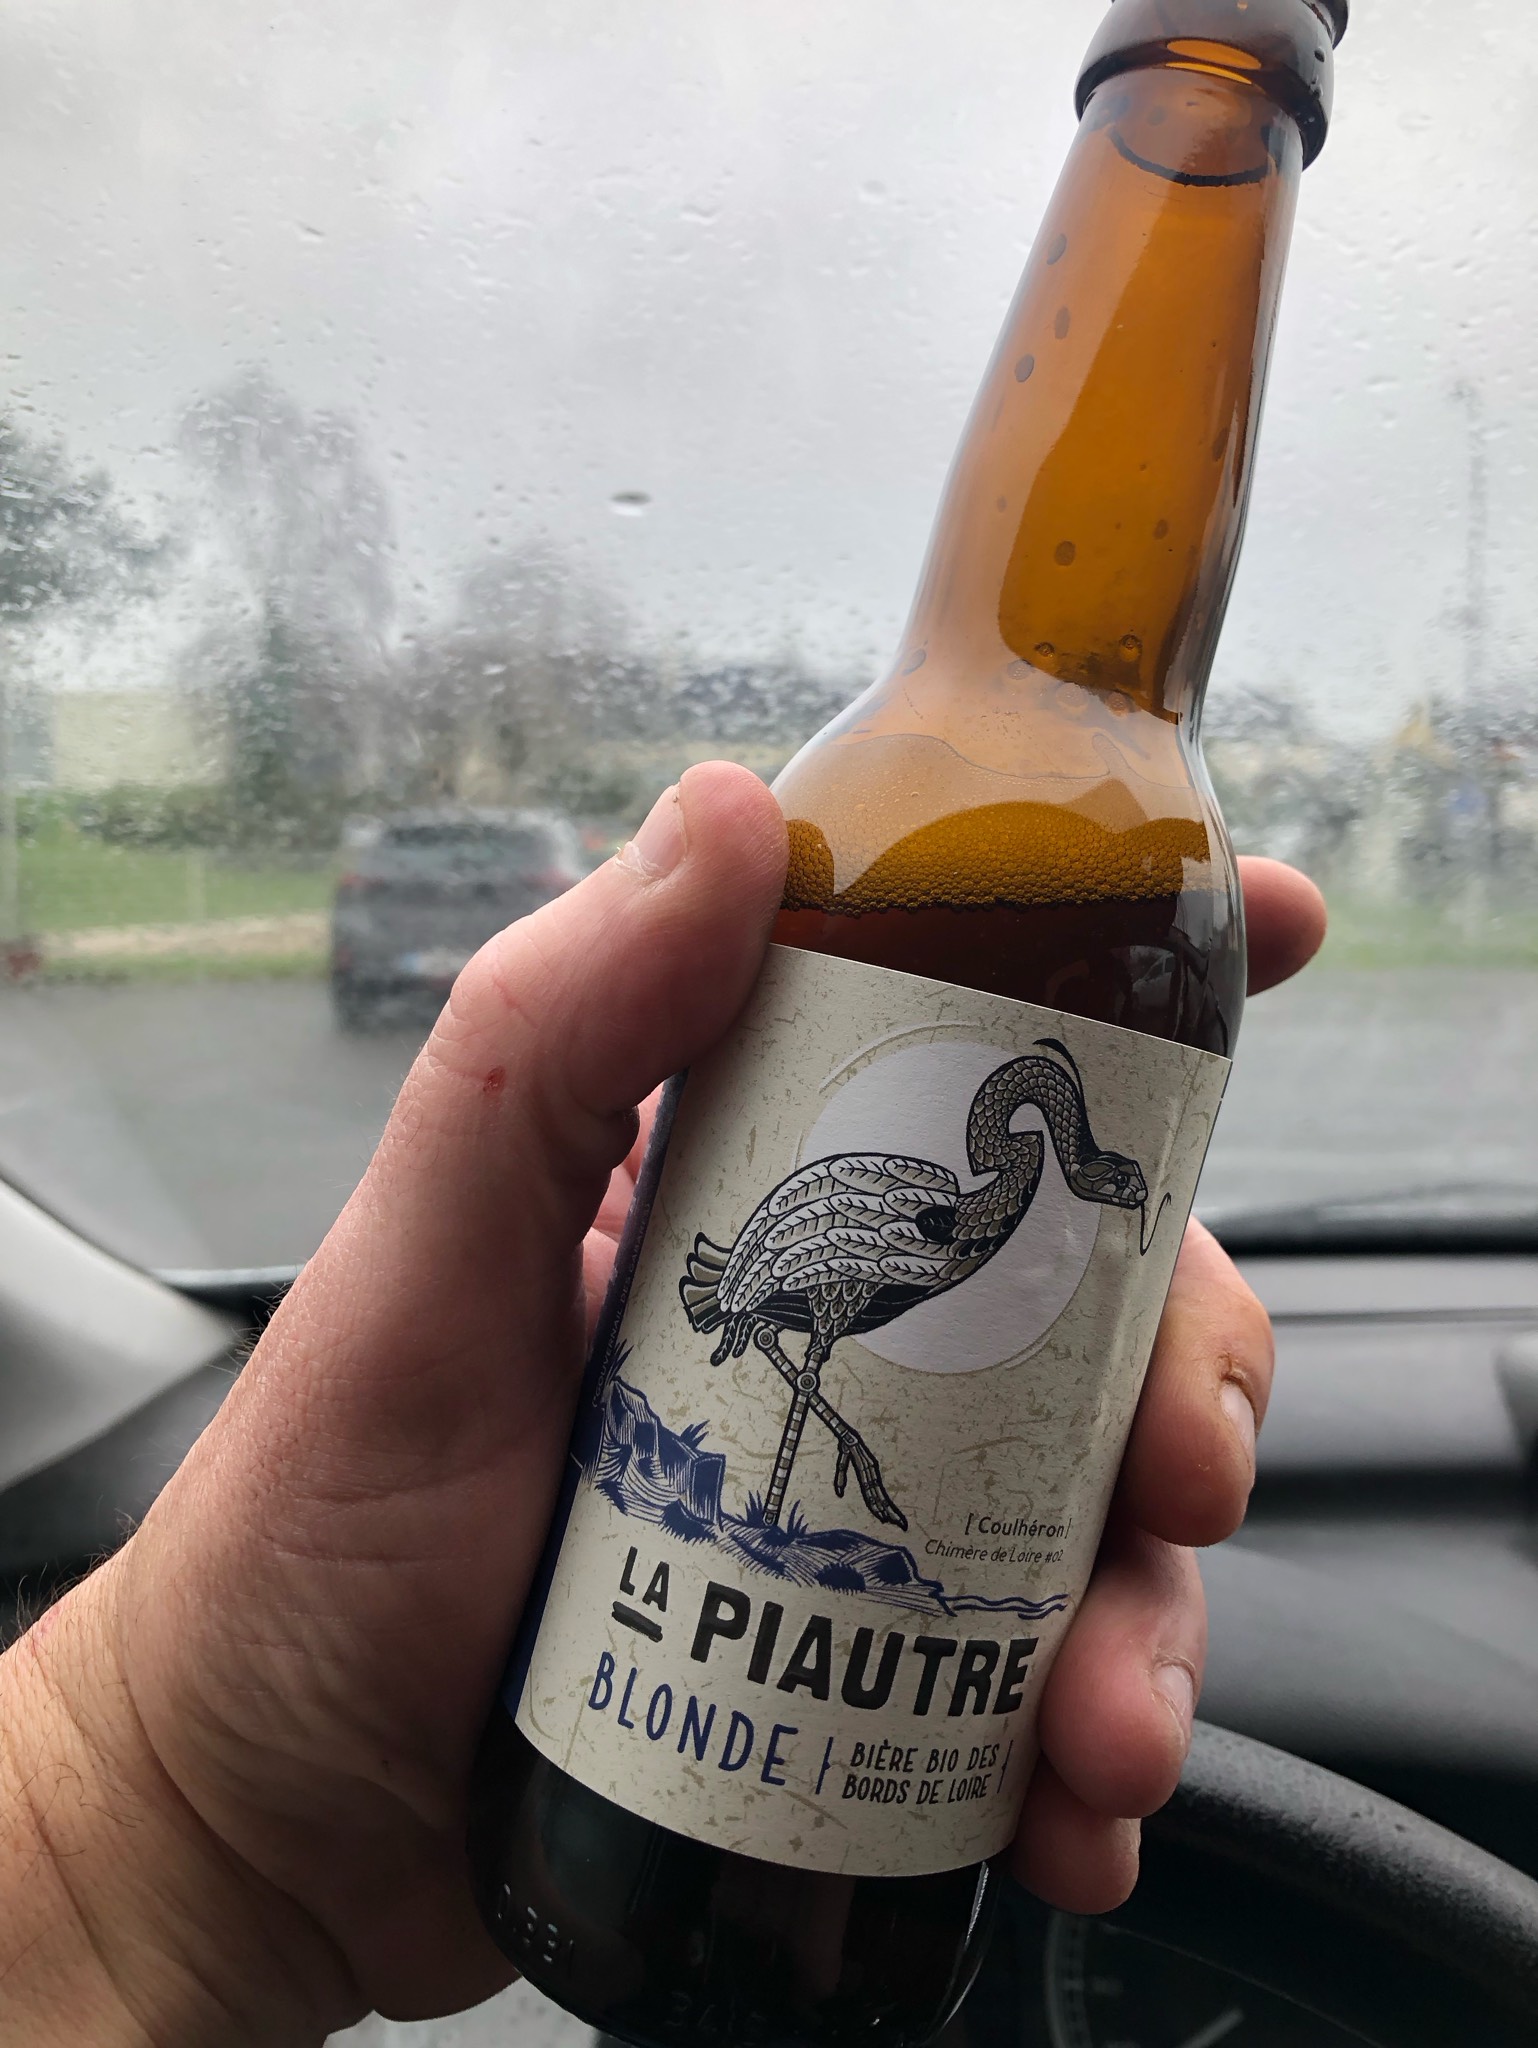 [ Coulhéron ]
Chimère de Loire #02
LA PIAUTRE
BLONDE
BIÈRE BIO DES
BORDS DE LOIRE